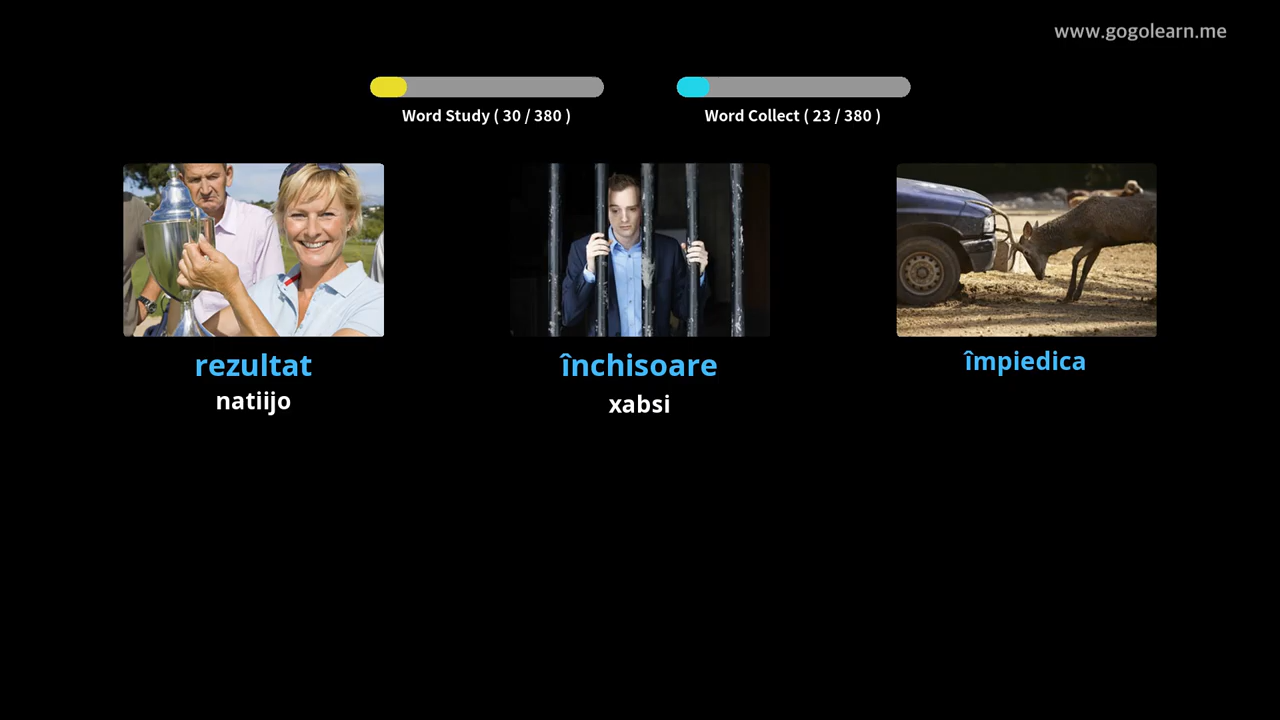 www.gogolearn.me
Word Study ( 30 / 380 )
Word Collect ( 23 / 380 )
rezultat
natiijo
închisoare
xabsi
împiedica